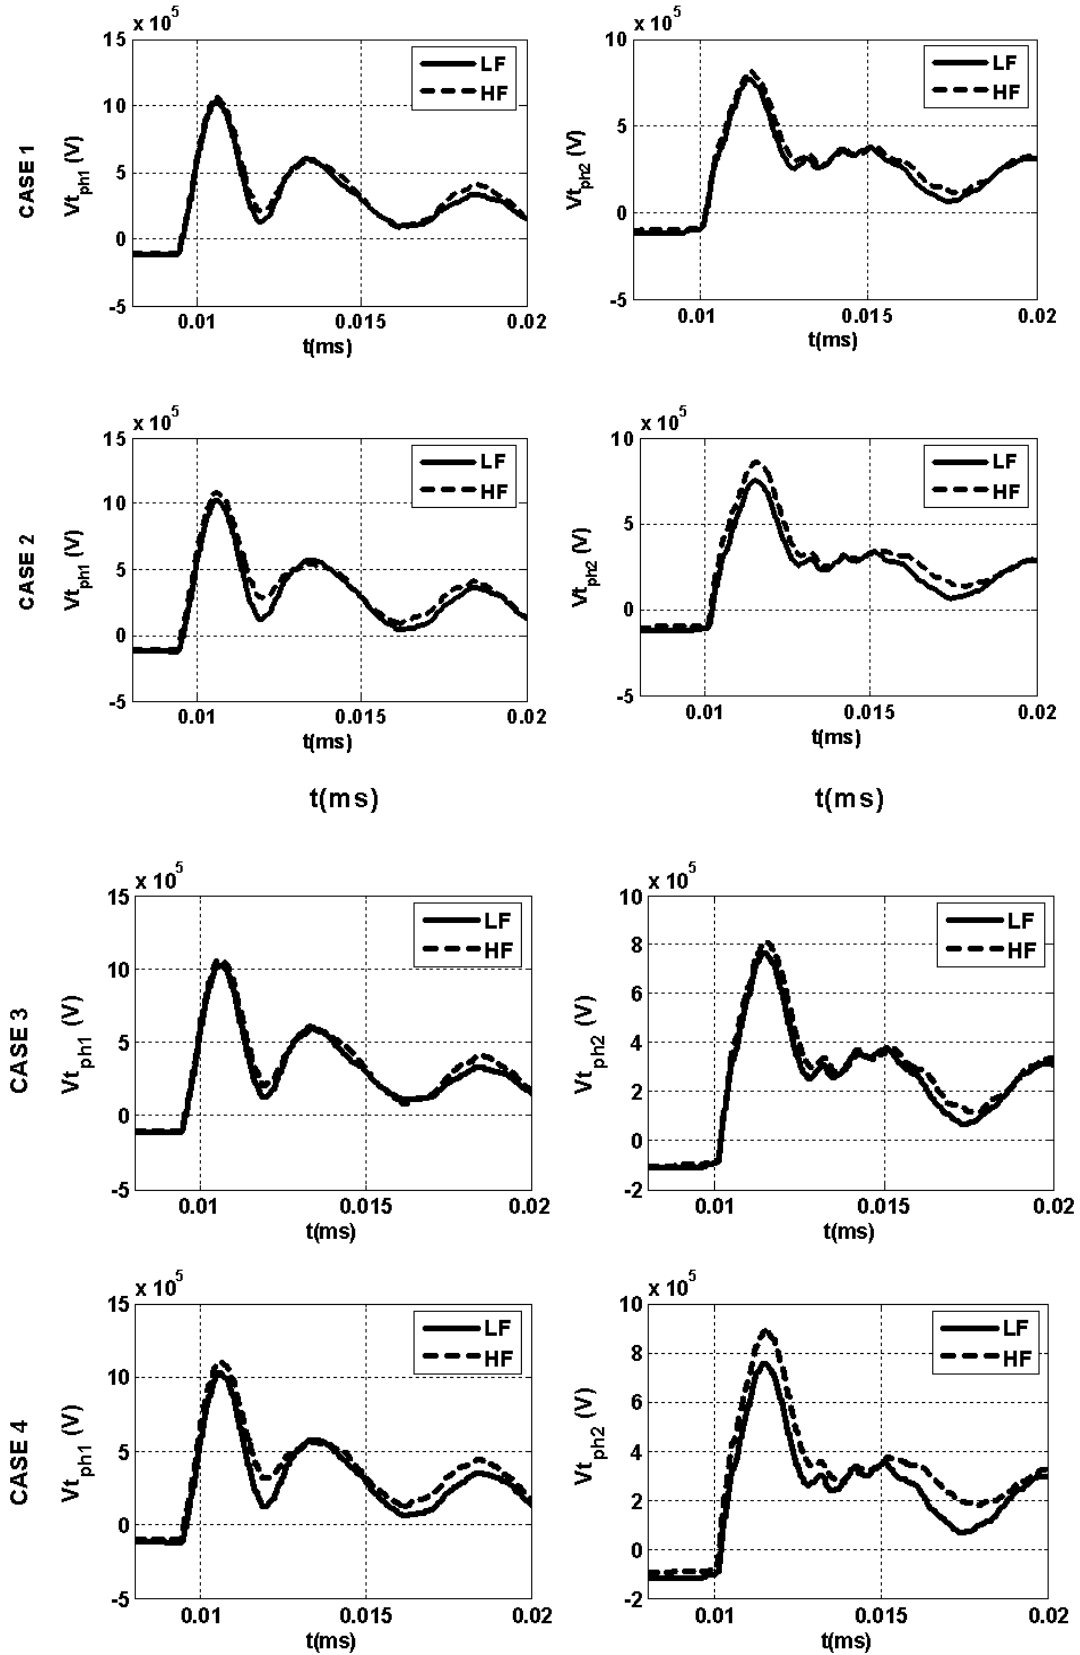 CASE 1
x 10^5
15
10
5
0
-5
0.01
0.015
0.02
t(ms)
Vt_ph1 (V)
LF
HF
x 10^5
10
5
0
-5
0.01
0.015
0.02
t(ms)
Vt_ph2 (V)
LF
HF
CASE 2
x 10^5
15
10
5
0
-5
0.01
0.015
0.02
t(ms)
Vt_ph1 (V)
LF
HF
x 10^5
10
5
0
-5
0.01
0.015
0.02
t(ms)
Vt_ph2 (V)
LF
HF
t(ms)
t(ms)
CASE 3
x 10^5
15
10
5
0
-5
0.01
0.015
0.02
t(ms)
Vt_ph1 (V)
LF
HF
x 10^5
10
8
6
4
2
0
-2
0.01
0.015
0.02
t(ms)
Vt_ph2 (V)
LF
HF
CASE 4
x 10^5
15
10
5
0
-5
0.01
0.015
0.02
t(ms)
Vt_ph1 (V)
LF
HF
x 10^5
10
8
6
4
2
0
-2
0.01
0.015
0.02
t(ms)
Vt_ph2 (V)
LF
HF